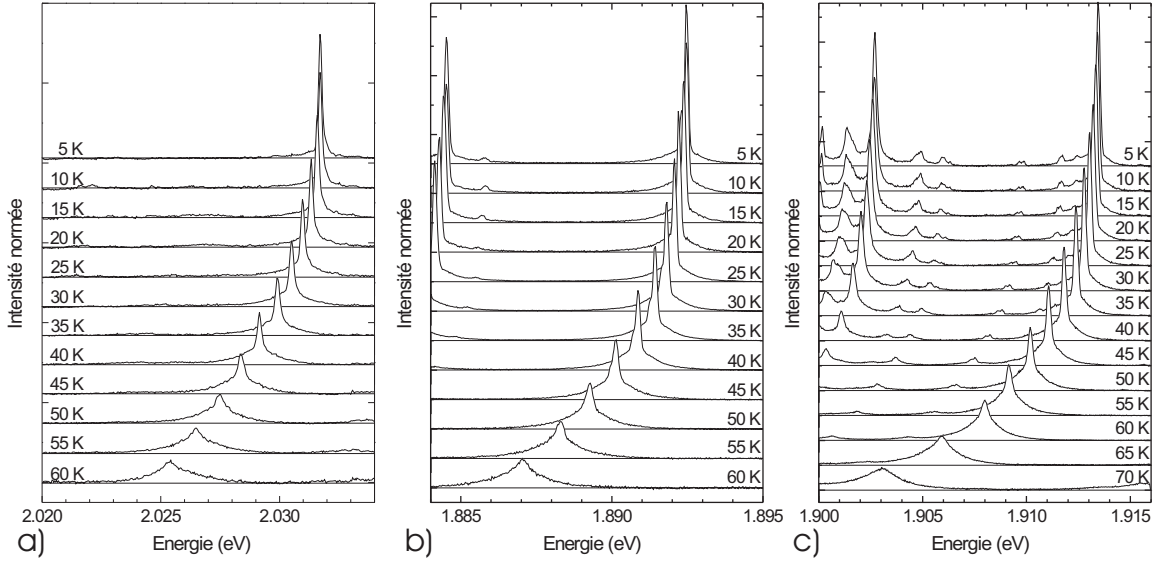 Intensité normée
5 K
10 K
15 K
20 K
25 K
30 K
35 K
40 K
45 K
50 K
55 K
60 K
2.020 2.025 2.030
a) Energie (eV)
Intensité normée
5 K
10 K
15 K
20 K
25 K
30 K
35 K
40 K
45 K
50 K
55 K
60 K
1.885 1.890 1.895
b) Energie (eV)
Intensité normée
5 K
10 K
15 K
20 K
25 K
30 K
35 K
40 K
45 K
50 K
55 K
60 K
65 K
70 K
1.900 1.905 1.910 1.915
c) Energie (eV)